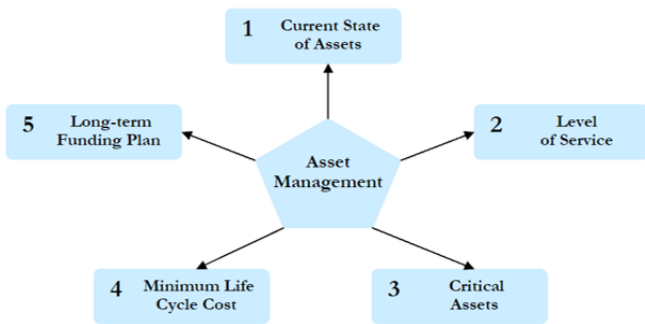 1 Current State
of Assets
5 Long-term
Funding Plan
2 Level
of Service
Asset
Management
4 Minimum Life
Cycle Cost
3 Critical
Assets